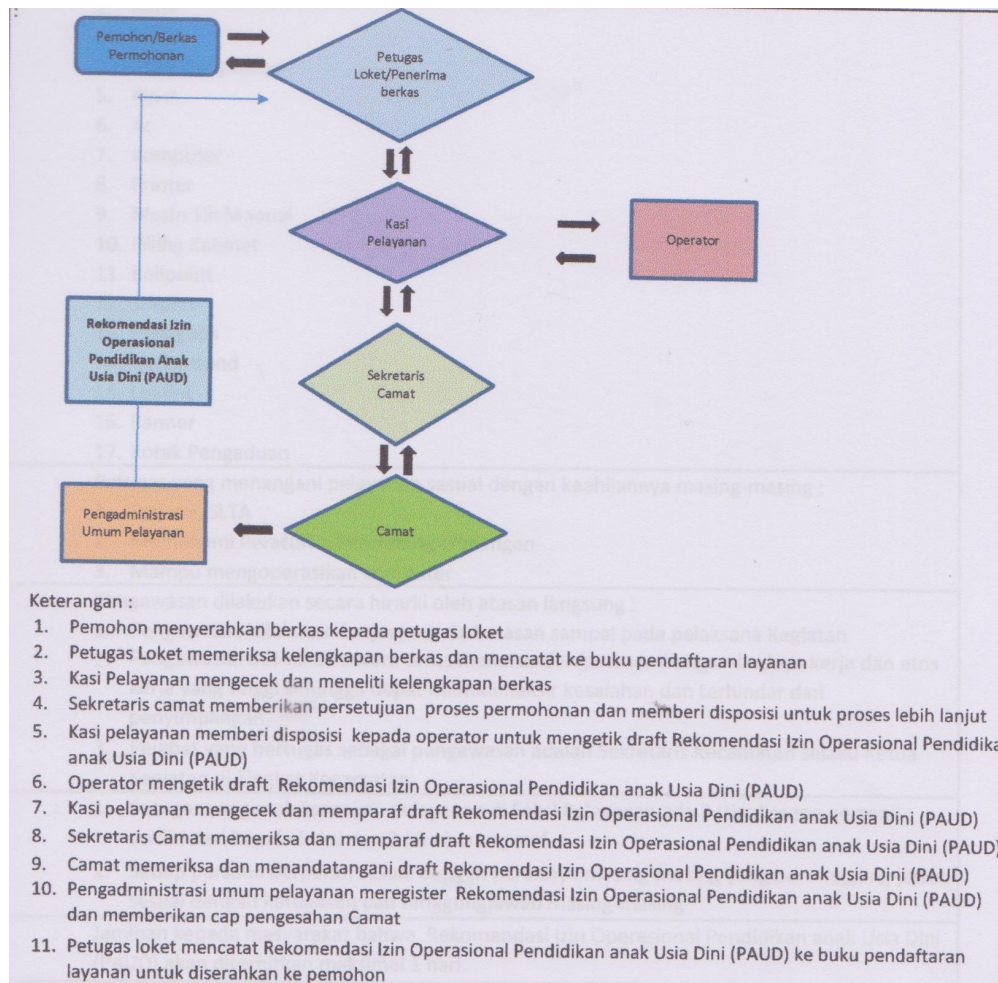 Pemohon/Berkas
Permohonan
Petugas
Loket/Penerima
berkas
Kasi
Pelayanan
Operator
Rekomendasi Izin
Operasional
Pendidikan Anak
Usia Dini (PAUD)
Sekretaris
Camat
Pengadministrasi
Umum Pelayanan
Camat
Keterangan :
1. Pemohon menyerahkan berkas kepada petugas loket
2. Petugas Loket memeriksa kelengkapan berkas dan mencatat ke buku pendaftaran layanan
3. Kasi Pelayanan mengecek dan meneliti kelengkapan berkas
4. Sekretaris camat memberikan persetujuan proses permohonan dan memberi disposisi untuk proses lebih lanjut
5. Kasi pelayanan memberi disposisi kepada operator untuk mengetik draft Rekomendasi Izin Operasional Pendidika
anak Usia Dini (PAUD)
6. Operator mengetik draft Rekomendasi Izin Operasional Pendidikan anak Usia Dini (PAUD)
7. Kasi pelayanan mengecek dan memparaf draft Rekomendasi Izin Operasional Pendidikan anak Usia Dini (PAUD)
8. Sekretaris Camat memeriksa dan memparaf draft Rekomendasi Izin Operasional Pendidikan anak Usia Dini (PAUD)
9. Camat memeriksa dan menandatangani draft Rekomendasi Izin Operasional Pendidikan anak Usia Dini (PAUD)
10. Pengadministrasi umum pelayanan meregister Rekomendasi Izin Operasional Pendidikan anak Usia Dini (PAUD)
dan memberikan cap pengesahan Camat
11. Petugas loket mencatat Rekomendasi Izin Operasional Pendidikan anak Usia Dini (PAUD) ke buku pendaftaran
layanan untuk diserahkan ke pemohon